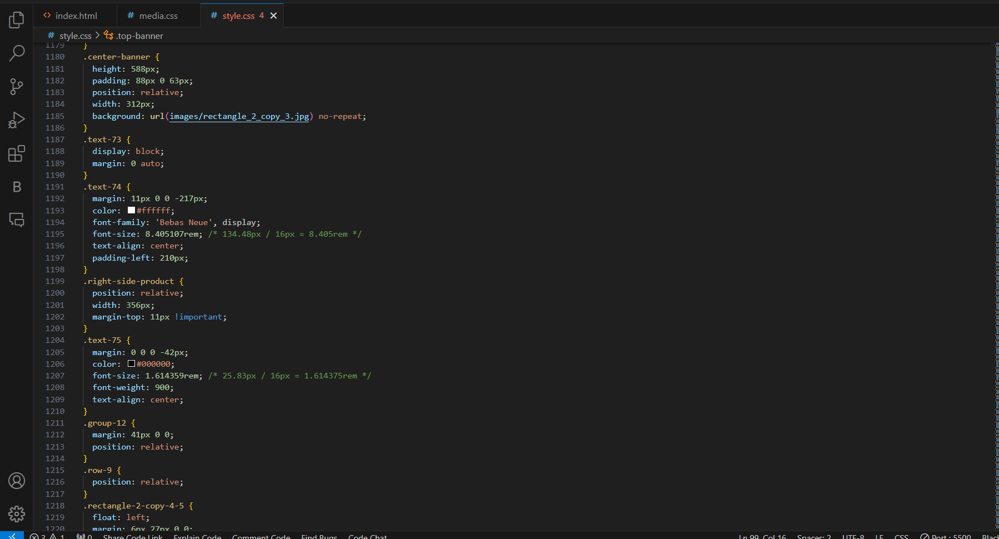 index.html
media.css
style.css 4
style.css > .top-banner
1179 }
1180 .center-banner {
1181 height: 588px;
1182 padding: 88px 0 63px;
1183 position: relative;
1184 width: 312px;
1185 background: url(images/rectangle_2_copy_3.jpg) no-repeat;
1186 }
1187 .text-73 {
1188 display: block;
1189 margin: 0 auto;
1190 }
1191 .text-74 {
1192 margin: 11px 0 0 -217px;
1193 color: #ffffff;
1194 font-family: 'Bebas Neue', display;
1195 font-size: 8.405107rem; /* 134.48px / 16px = 8.405rem */
1196 text-align: center;
1197 padding-left: 210px;
1198 }
1199 .right-side-product {
1200 position: relative;
1201 width: 356px;
1202 margin-top: 11px !important;
1203 }
1204 .text-75 {
1205 margin: 0 0 0 -42px;
1206 color: #000000;
1207 font-size: 1.614359rem; /* 25.83px / 16px = 1.614375rem */
1208 font-weight: 900;
1209 text-align: center;
1210 }
1211 .group-12 {
1212 margin: 41px 0 0;
1213 position: relative;
1214 }
1215 .row-9 {
1216 position: relative;
1217 }
1218 .rectangle-2-copy-4-5 {
1219 float: left;
1220 margin: 6px 27px 0 0;
3 1 0 Share Code Link Explain Code Comment Code Find Bugs Code Chat Ln 99, Col 16 Spaces: 2 UTF-8 LF CSS Port : 5500